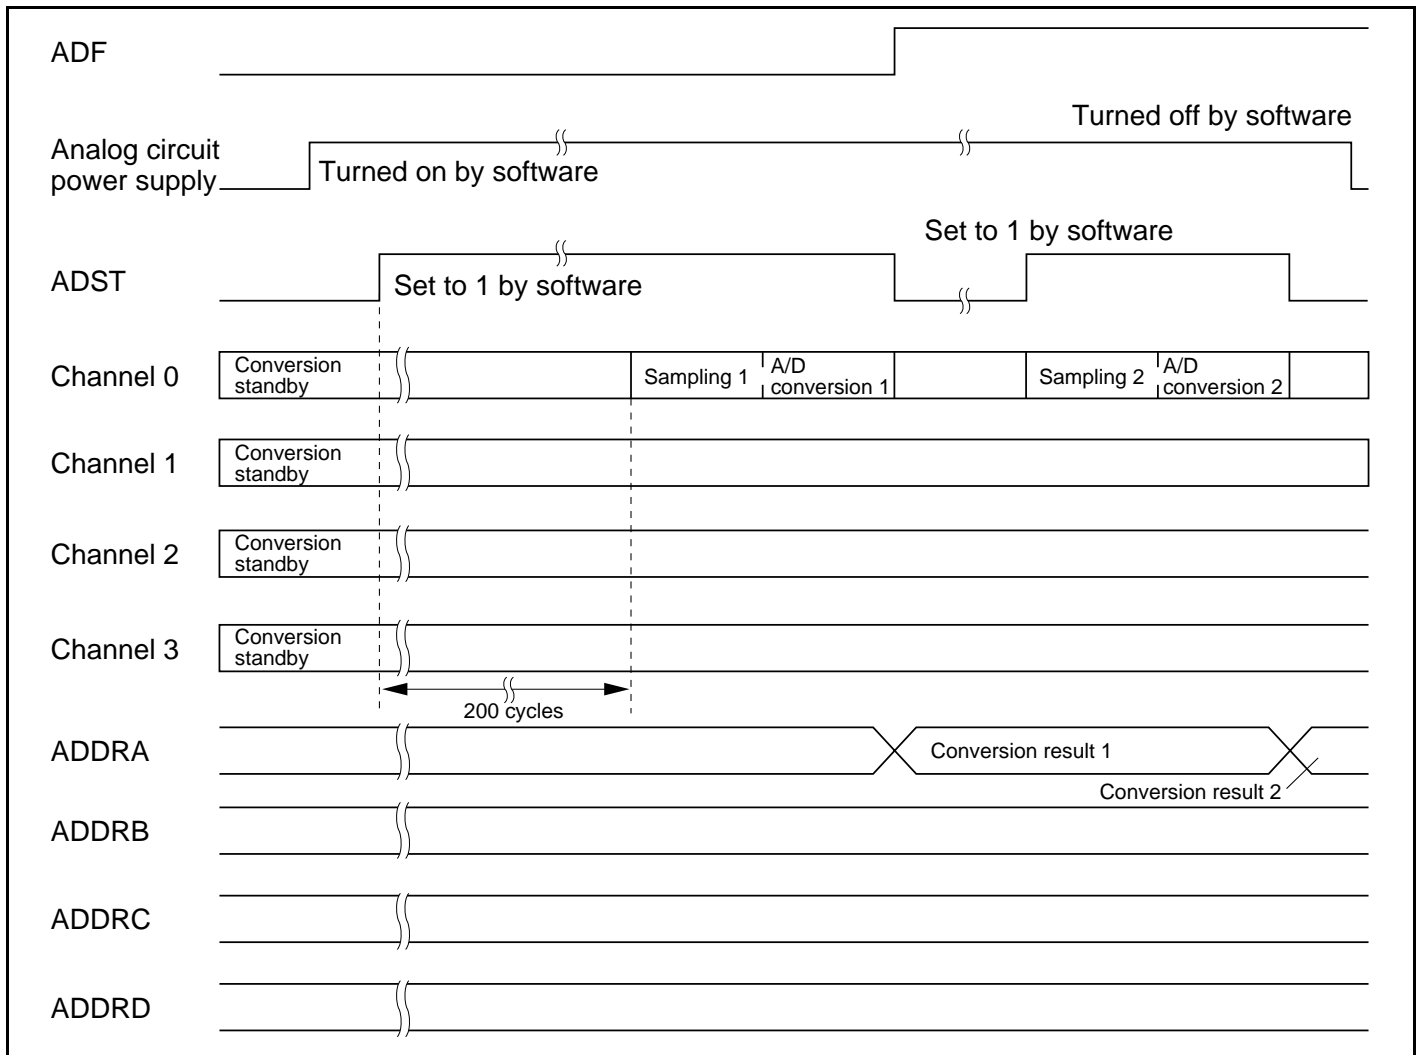 ADF
Turned off by software
Analog circuit
power supply
Turned on by software
Set to 1 by software
ADST
Set to 1 by software
Channel 0
Conversion
standby
Sampling 1
A/D
conversion 1
Sampling 2
A/D
conversion 2
Channel 1
Conversion
standby
Channel 2
Conversion
standby
Channel 3
Conversion
standby
200 cycles
ADDRA
Conversion result 1
Conversion result 2
ADDRB
ADDRC
ADDRD